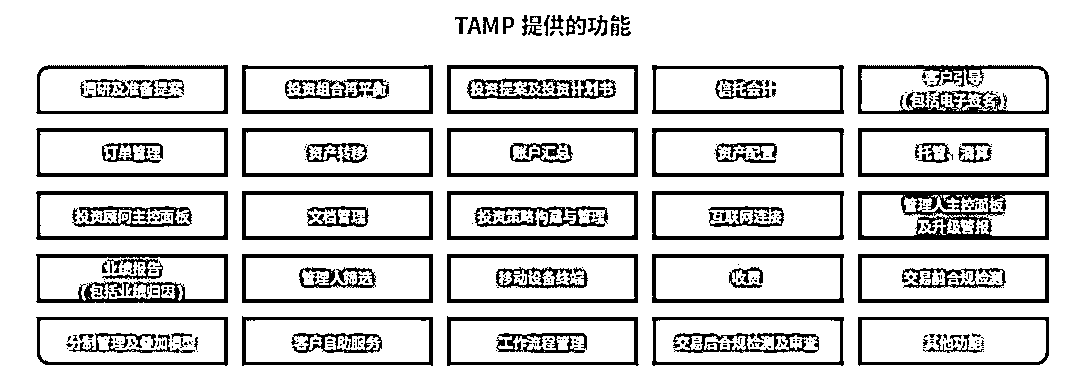 TAMP 提供的功能
调研及准备提案
投资组合再平衡
投资提案及投资计划书
信托会计
客户引导
(包括电子签名)
订单管理
资产转移
账户汇总
资产配置
托管、清算
投资顾问主控面板
文档管理
投资策略构建与管理
互联网连接
管理人主控面板
及升级警报
业绩报告
(包括业绩归因)
管理人筛选
移动设备终端
收费
交易前合规检测
分制管理及叠加模型
客户自助服务
工作流程管理
交易后合规检测及审查
其他功能